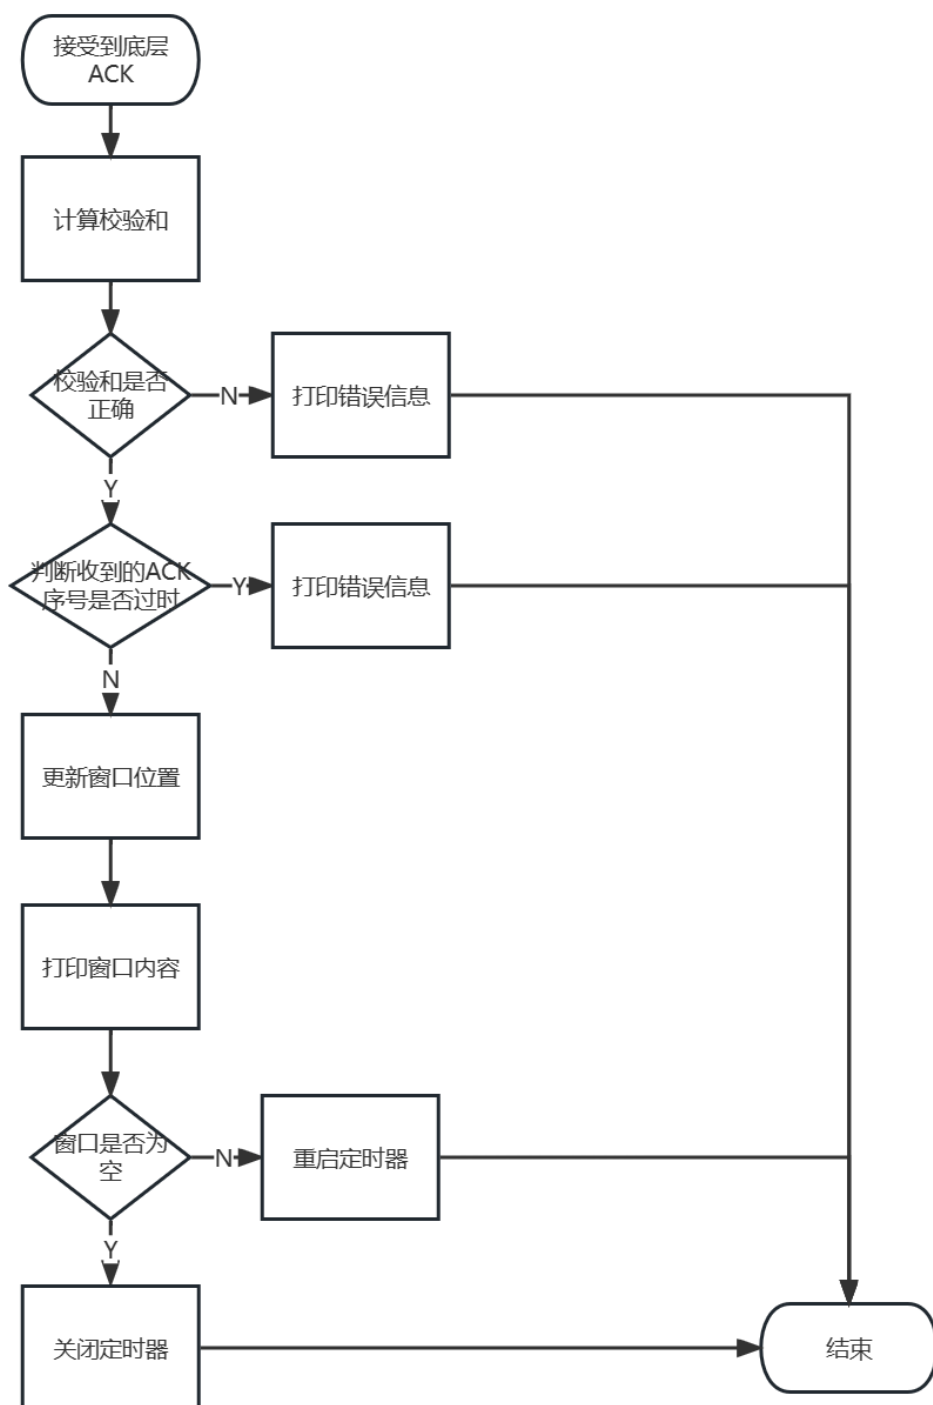 接受到底层
ACK
计算校验和
校验和是否
正确
N
打印错误信息
Y
判断收到的ACK
序号是否过时
Y
打印错误信息
N
更新窗口位置
打印窗口内容
窗口是否为
空
N
重启定时器
Y
关闭定时器
结束